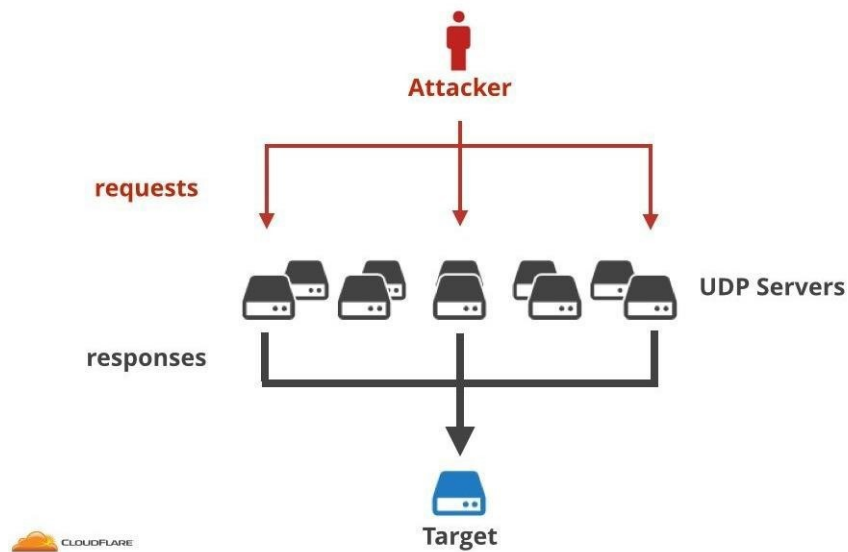 Attacker
requests
UDP Servers
responses
Target
CLOUDFLARE